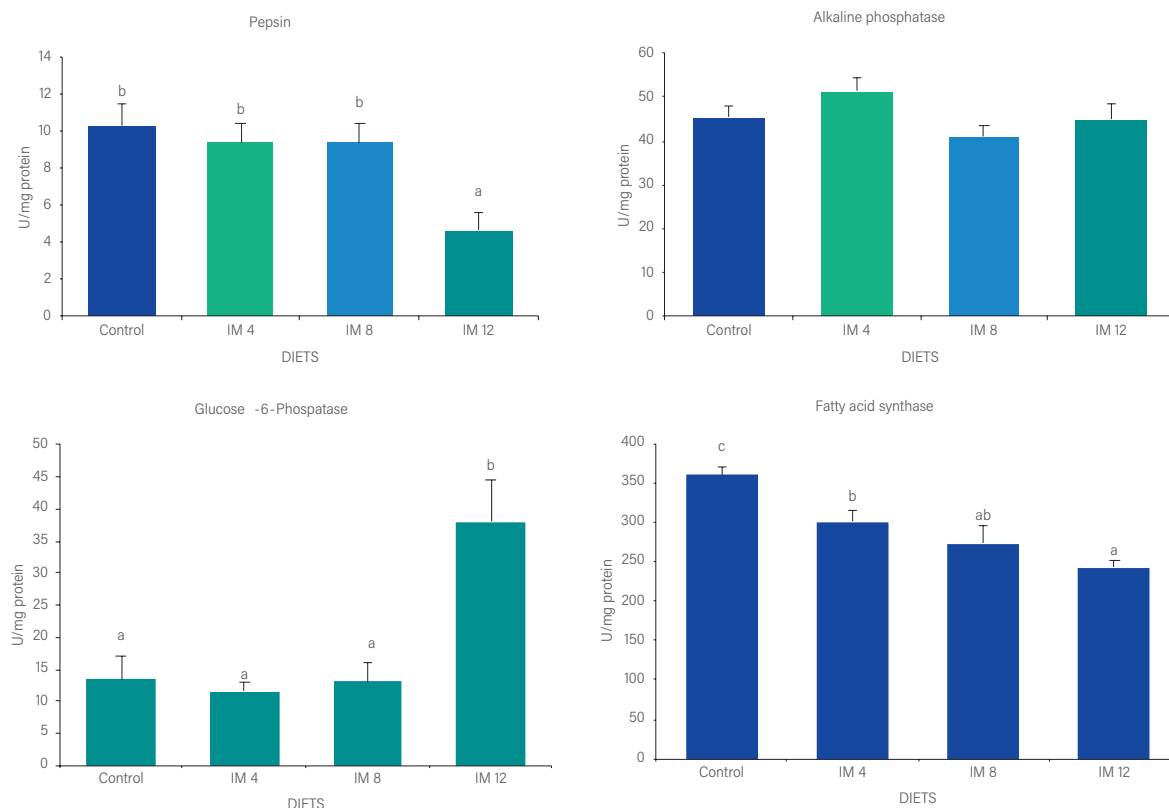 Pepsin
14
12
10
8
6
4
2
0
U/mg protein
b
b
b
a
Control IM 4 IM 8 IM 12
DIETS
Alkaline phosphatase
60
50
40
30
20
10
0
U/mg protein
Control IM 4 IM 8 IM 12
DIETS
Glucose -6-Phospatase
50
45
40
35
30
25
20
15
10
5
0
U/mg protein
a
a
a
b
Control IM 4 IM 8 IM 12
DIETS
Fatty acid synthase
400
350
300
250
200
150
100
50
0
U/mg protein
c
b
ab
a
Control IM 4 IM 8 IM 12
DIETS